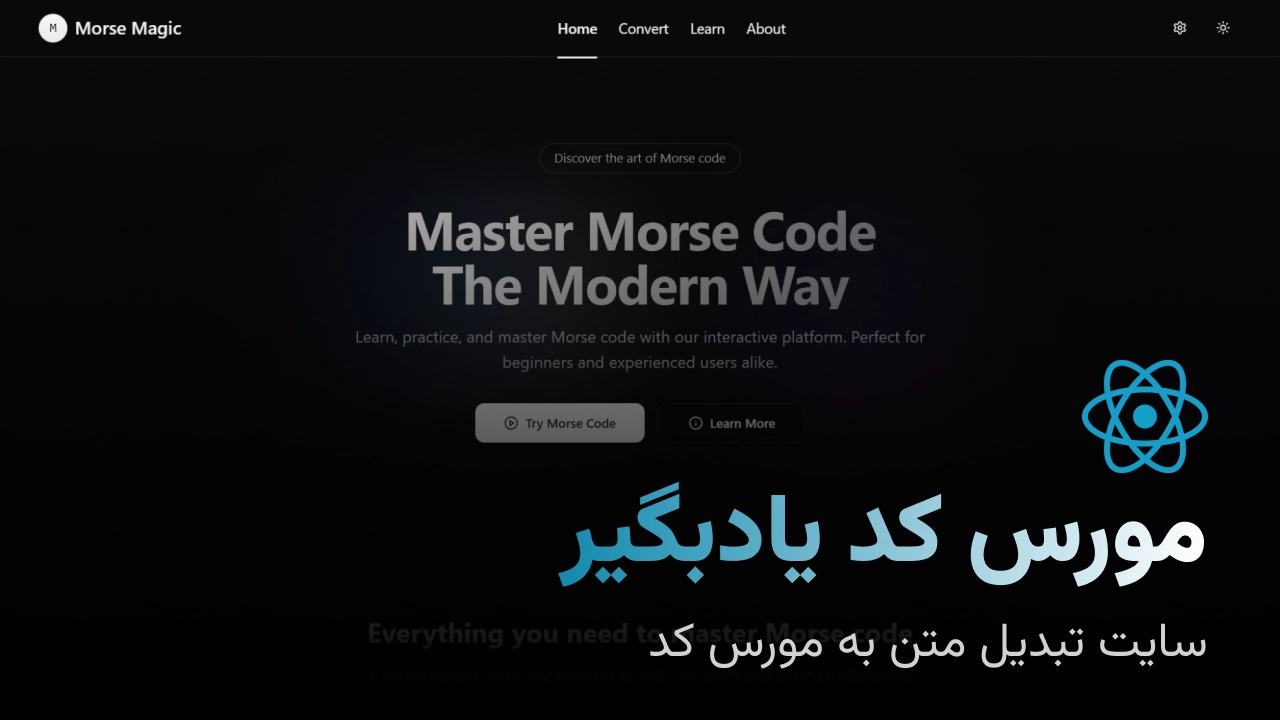 M Morse Magic Home Convert Learn About
Discover the art of Morse code
Master Morse Code
The Modern Way
Learn, practice, and master Morse code with our interactive platform. Perfect for
beginners and experienced users alike.
Try Morse Code Learn More
مورس کد یادبگیر
Everything you need to master Morse code
سایت تبدیل متن به مورس کد